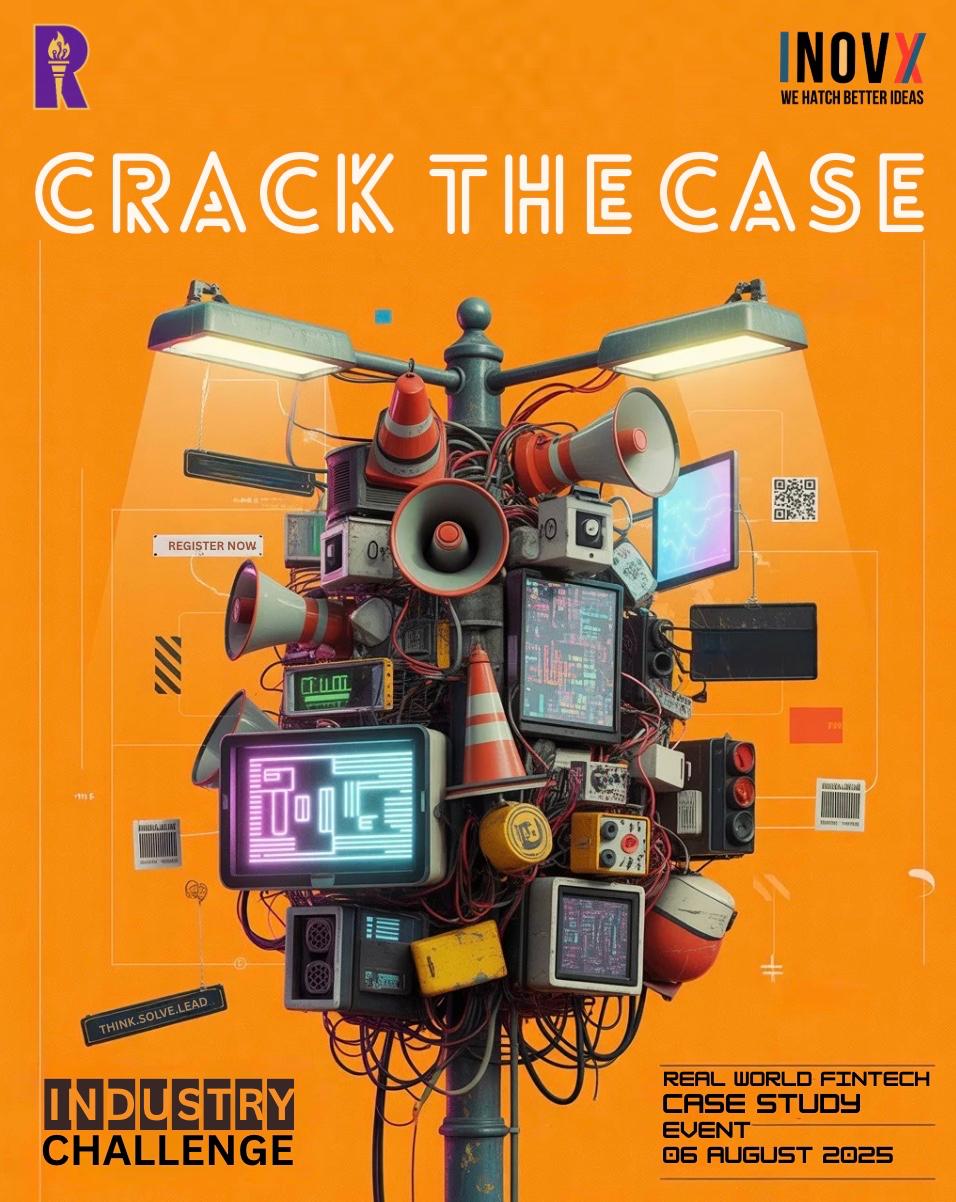 R
INOVX
WE HATCH BETTER IDEAS
CRACK THE CASE
REGISTER NOW
THINK.SOLVE.LEAD
INDUSTRY
CHALLENGE
REAL WORLD FINTECH
CASE STUDY
EVENT
06 AUGUST 2025